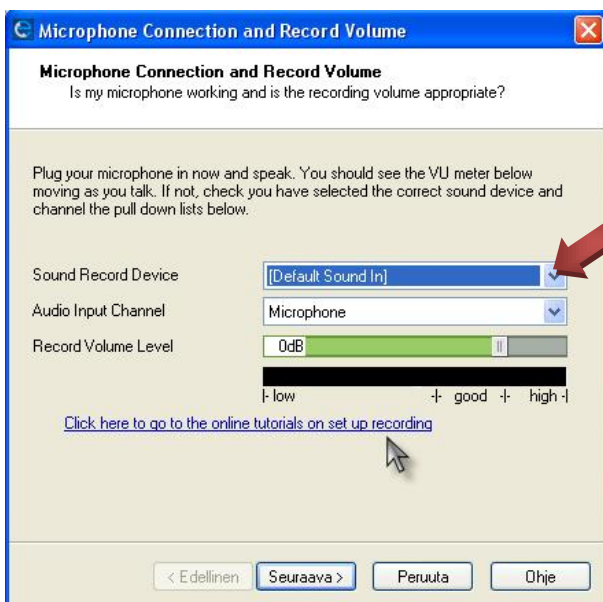 Microphone Connection and Record Volume
Microphone Connection and Record Volume
Is my microphone working and is the recording volume appropriate?
Plug your microphone in now and speak. You should see the VU meter below
moving as you talk. If not, check you have selected the correct sound device and
channel the pull down lists below.
Sound Record Device [Default Sound In]
Audio Input Channel Microphone
Record Volume Level 0dB
|- low -|- good -|- high -|
Click here to go to the online tutorials on set up recording
< Edellinen Seuraava > Peruuta Ohje